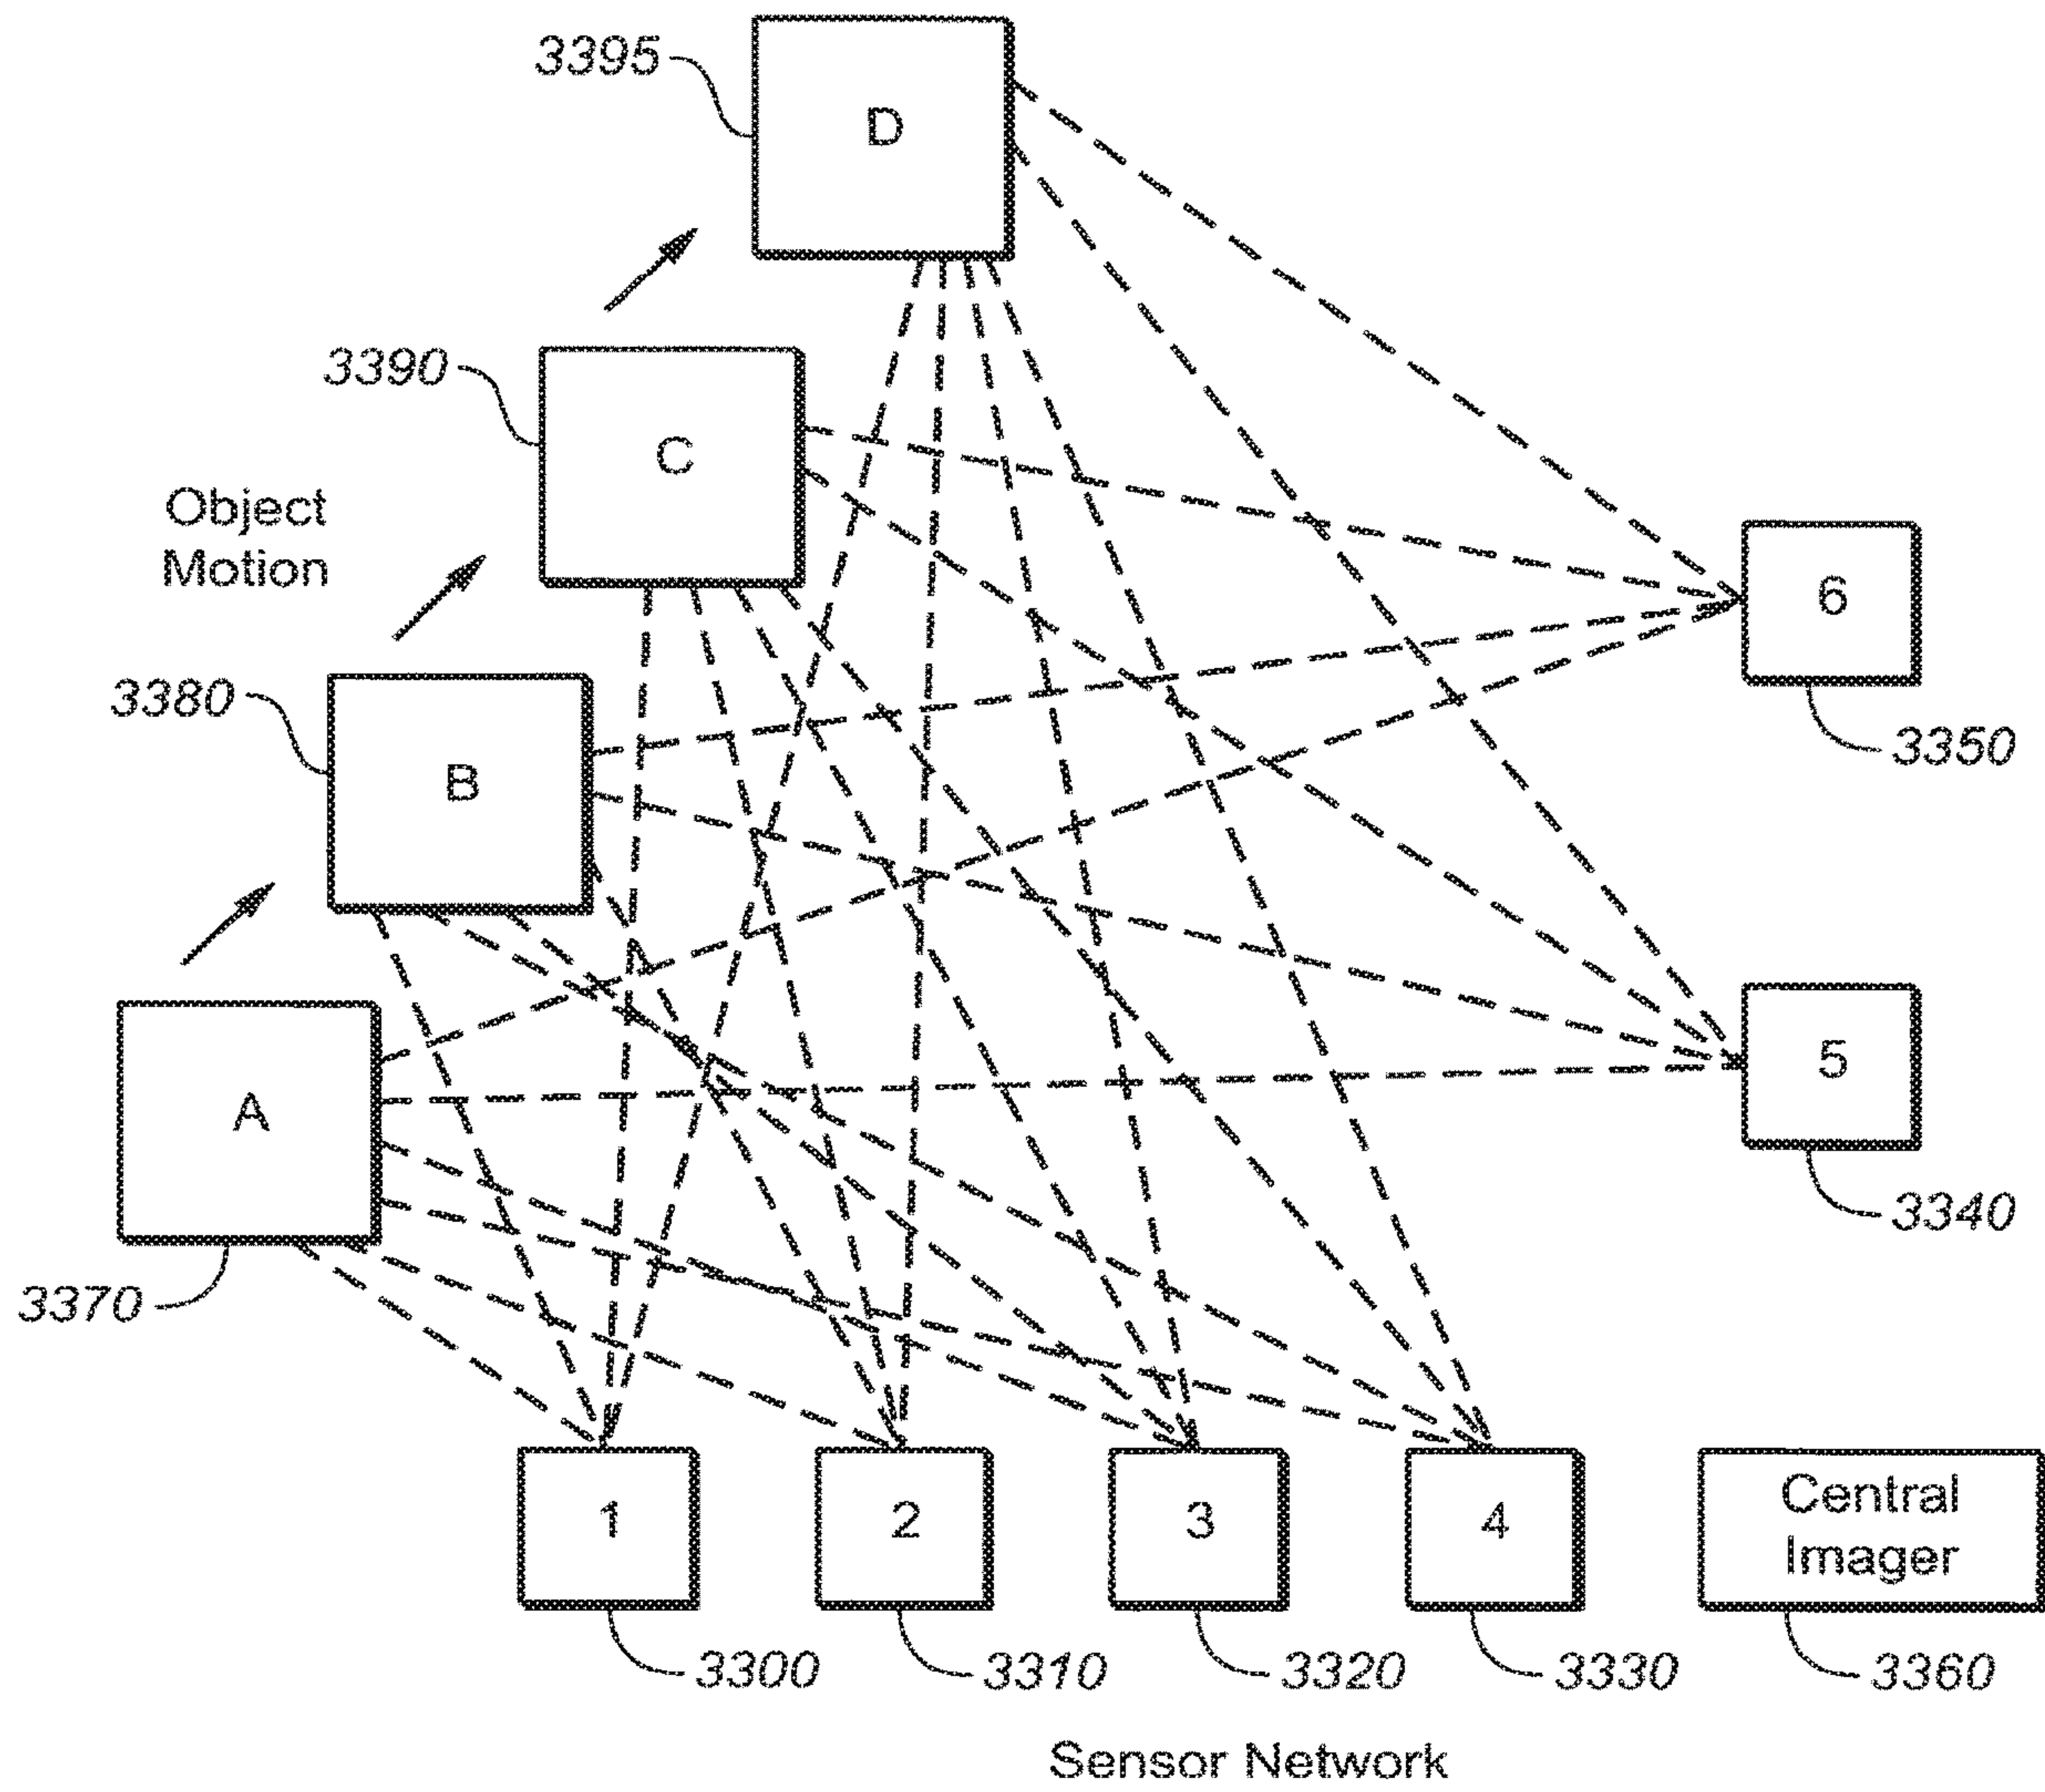 3395
D
3390
C
Object
Motion
6
3380
B
3350
5
A
3340
3370
1
2
3
4
Central
Imager
3300
3310
3320
3330
3360
Sensor Network